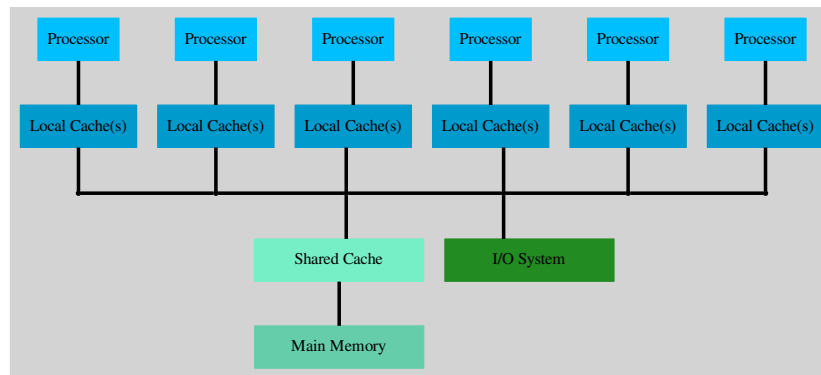 Processor
Processor
Processor
Processor
Processor
Processor
Local Cache(s)
Local Cache(s)
Local Cache(s)
Local Cache(s)
Local Cache(s)
Local Cache(s)
Shared Cache
I/O System
Main Memory